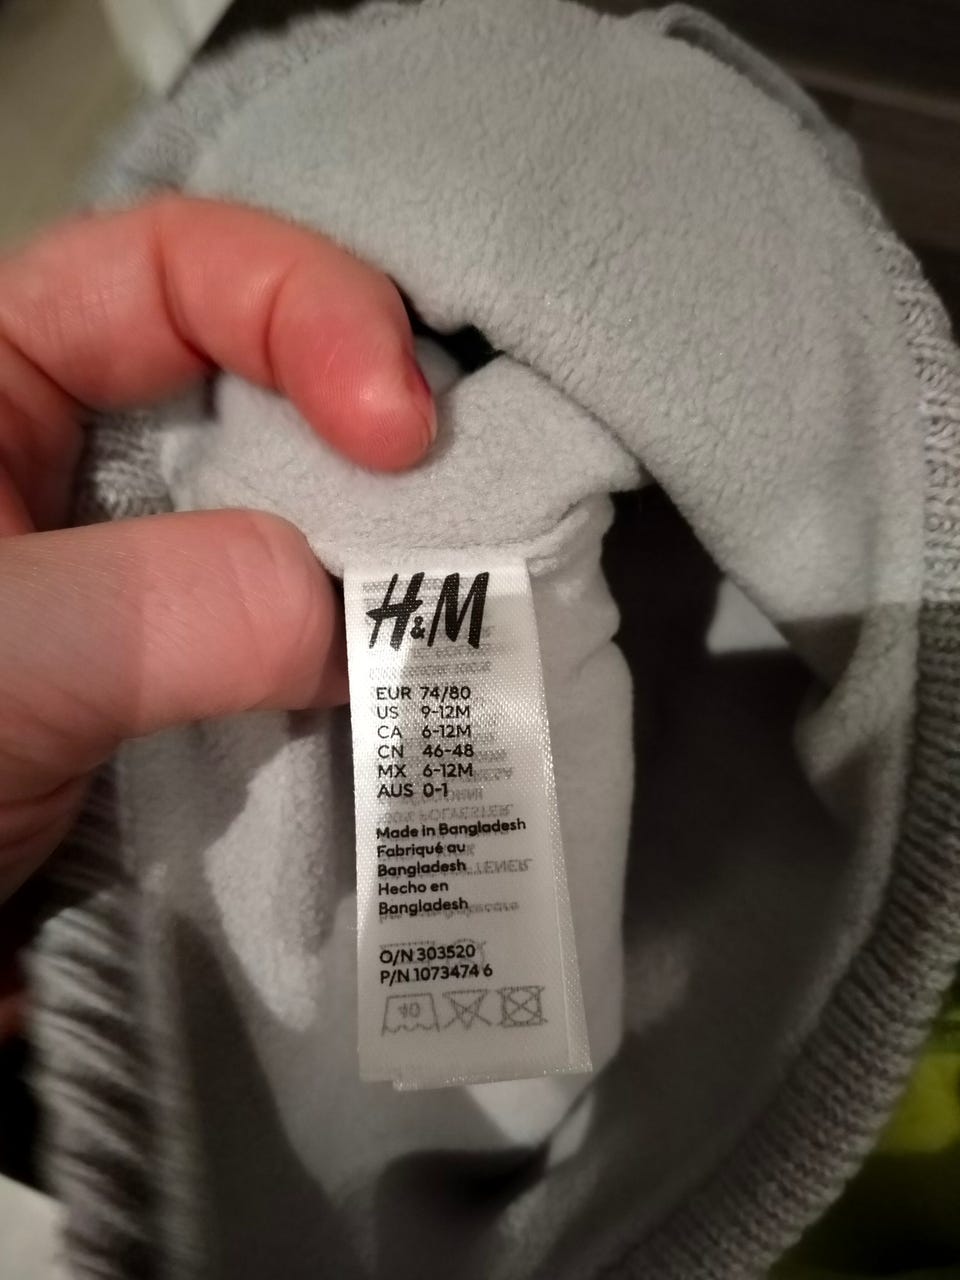 H&M
EUR 74/80
US 9-12M
CA 6-12M
CN 46-48
MX 6-12M
AUS 0-1
Made in Bangladesh
Fabriqué au
Bangladesh
Hecho en
Bangladesh
O/N 303520
P/N 1073474 6
40